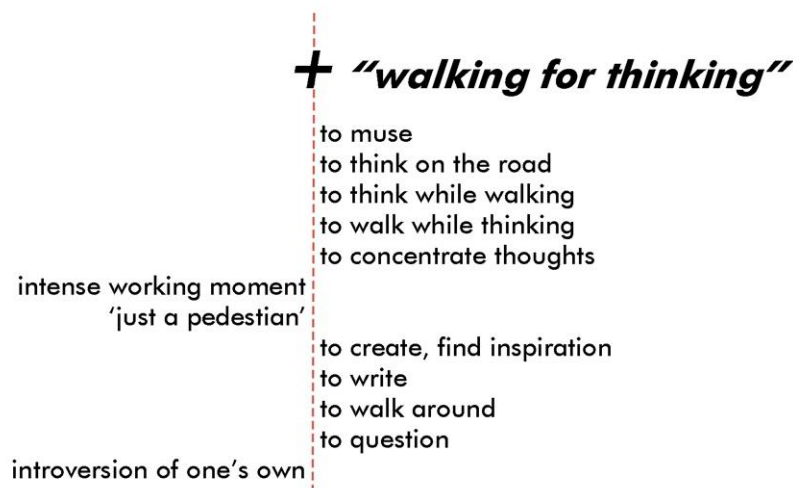 + “walking for thinking”
to muse
to think on the road
to think while walking
to walk while thinking
to concentrate thoughts
intense working moment
‘just a pedestian’
to create, find inspiration
to write
to walk around
to question
introversion of one’s own